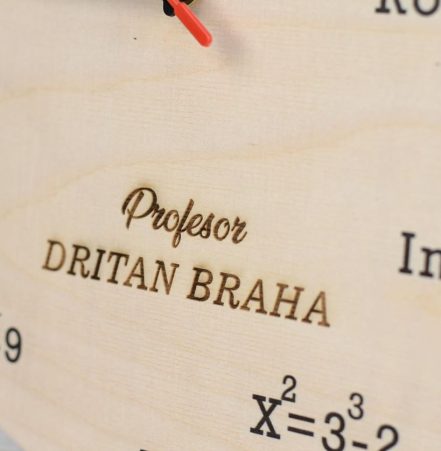 Profesor
DRITAN BRAHA
9
x²=3³-2